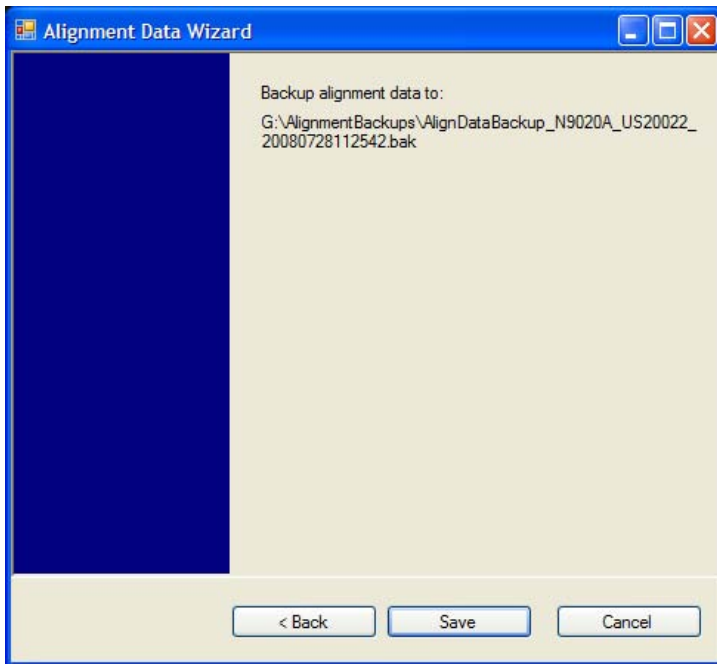 Alignment Data Wizard
Backup alignment data to:
G:\AlignmentBackups\AlignDataBackup_N9020A_US20022_
20080728112542.bak
< Back
Save
Cancel